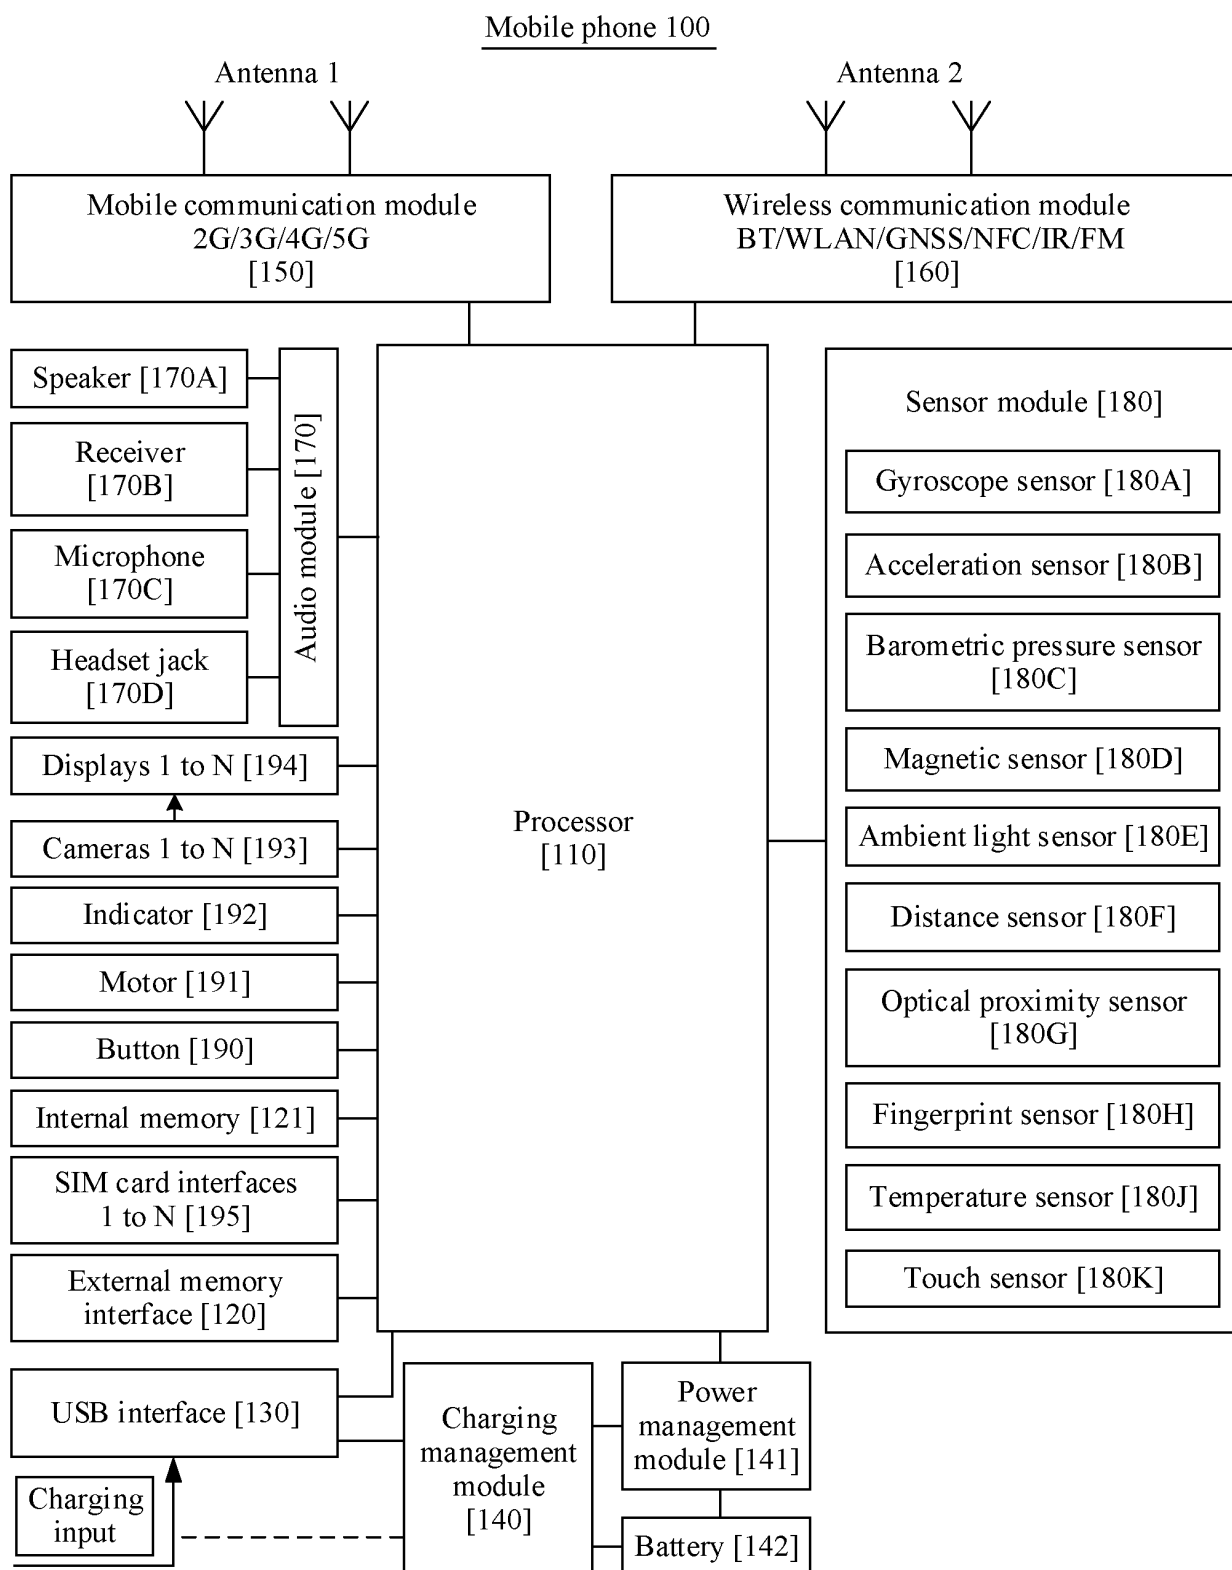 Mobile phone 100
Antenna 1
Antenna 2
Mobile communication module
2G/3G/4G/5G
[150]
Wireless communication module
BT/WLAN/GNSS/NFC/IR/FM
[160]
Speaker [170A]
Receiver
[170B]
Microphone
[170C]
Headset jack
[170D]
Audio module [170]
Displays 1 to N [194]
Cameras 1 to N [193]
Indicator [192]
Motor [191]
Button [190]
Internal memory [121]
SIM card interfaces
1 to N [195]
External memory
interface [120]
USB interface [130]
Charging
input
Processor
[110]
Charging
management
module
[140]
Power
management
module [141]
Battery [142]
Sensor module [180]
Gyroscope sensor [180A]
Acceleration sensor [180B]
Barometric pressure sensor
[180C]
Magnetic sensor [180D]
Ambient light sensor [180E]
Distance sensor [180F]
Optical proximity sensor
[180G]
Fingerprint sensor [180H]
Temperature sensor [180J]
Touch sensor [180K]